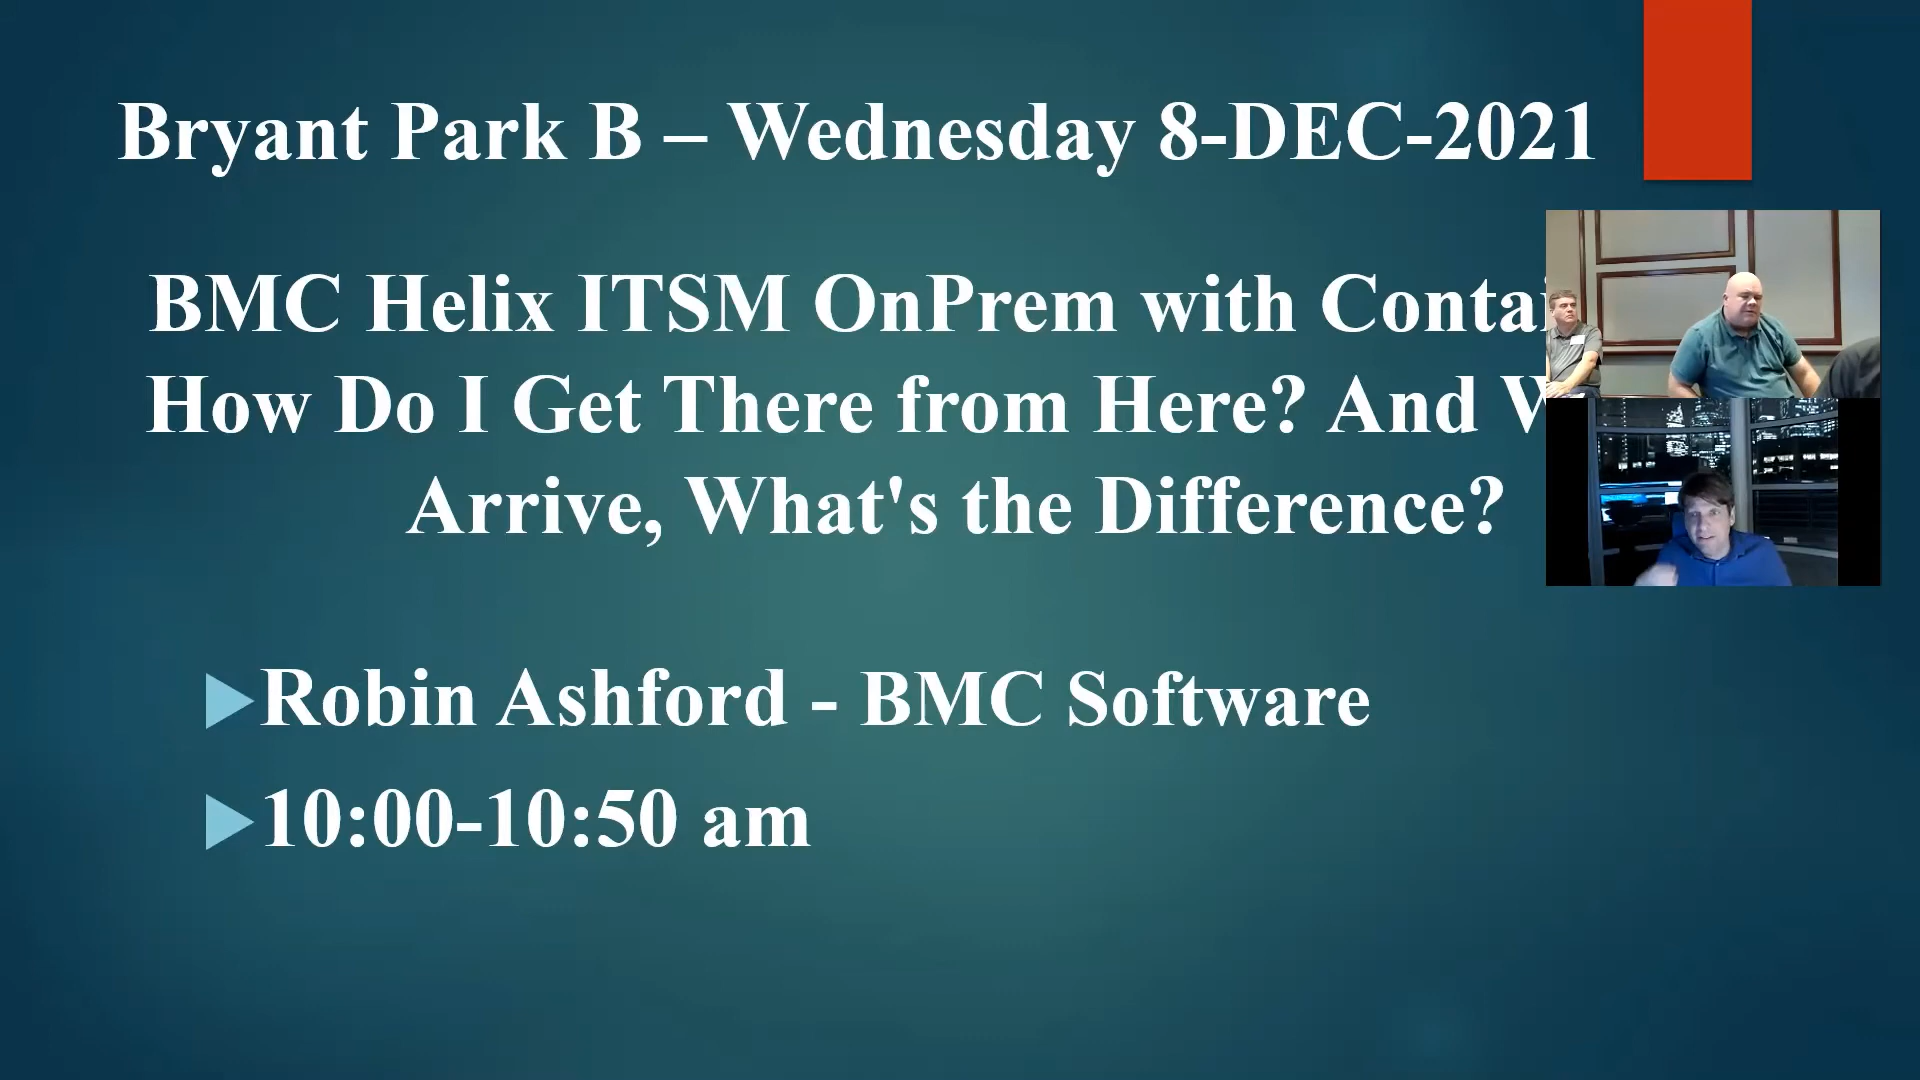 Bryant Park B – Wednesday 8-DEC-2021
BMC Helix ITSM OnPrem with
How Do I Get There from Here? And
Arrive, What's the Difference?
Robin Ashford - BMC Software
10:00-10:50 am